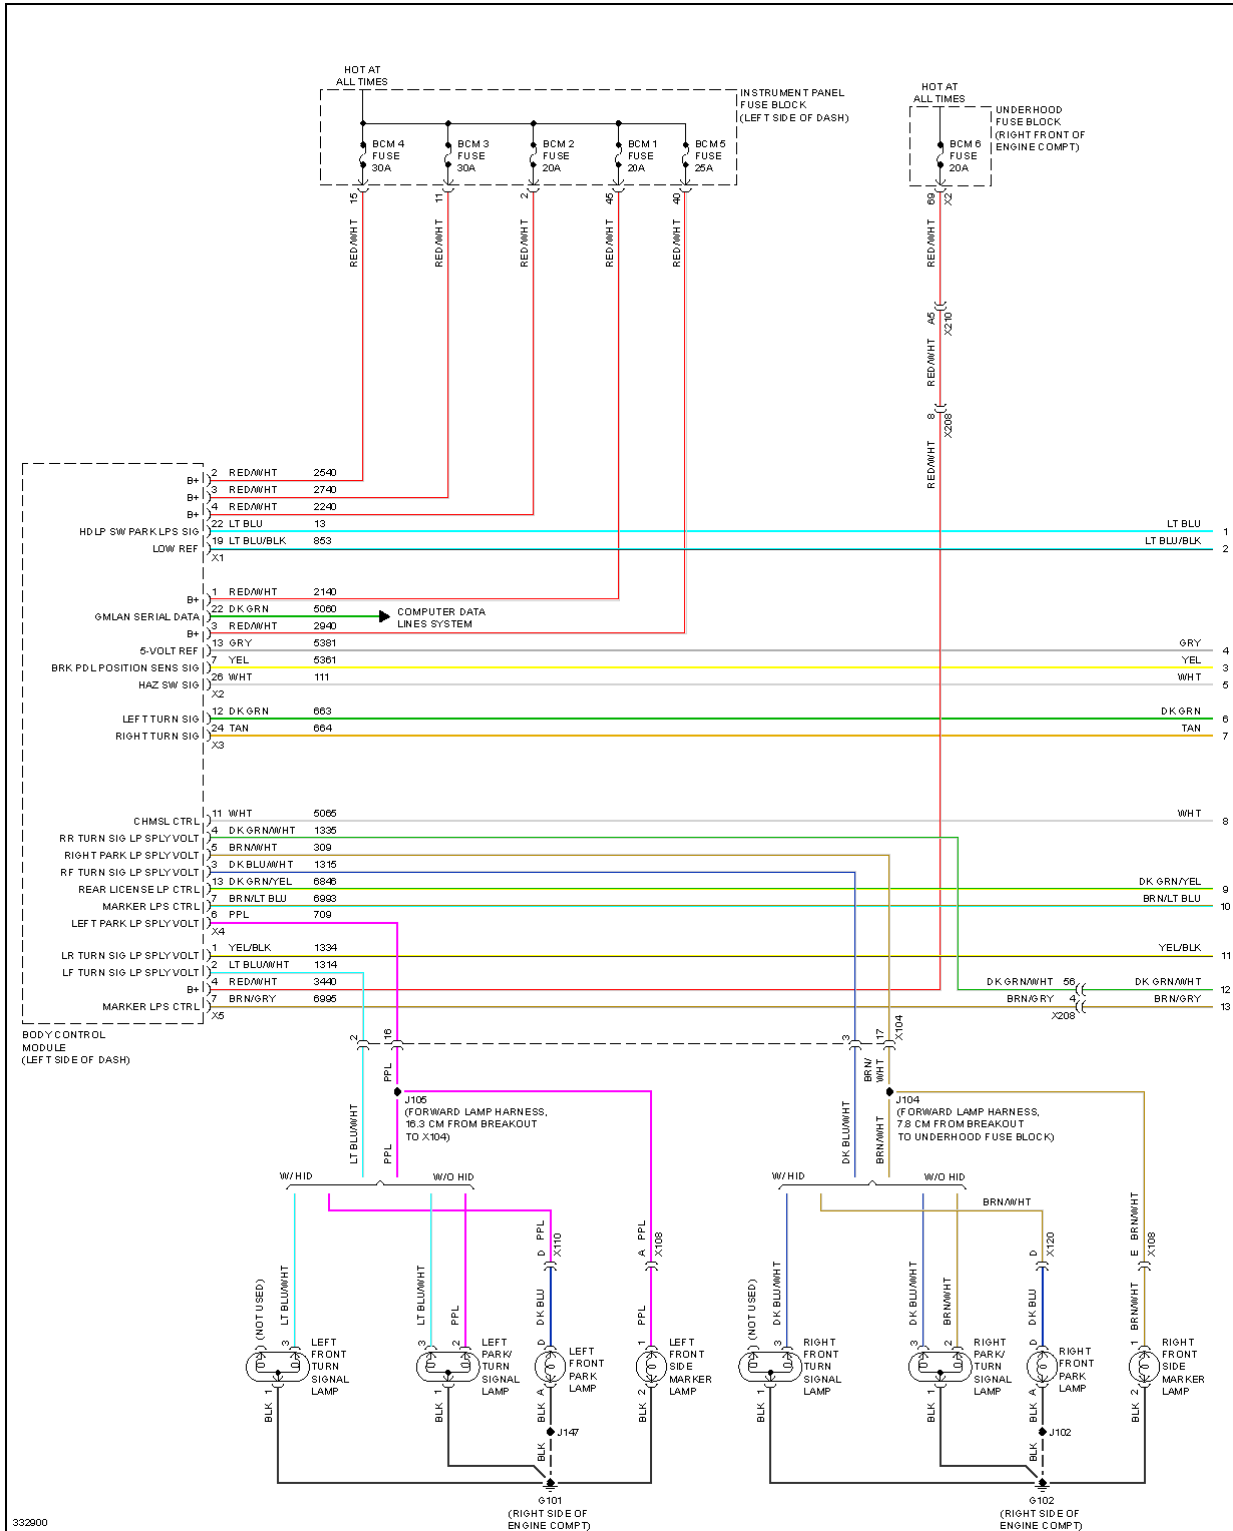 HOT AT
ALL TIMES
INSTRUMENT PANEL
FUSE BLOCK
(LEFT SIDE OF DASH)
BCM 4
FUSE
30A
BCM 3
FUSE
30A
BCM 2
FUSE
20A
BCM 1
FUSE
20A
BCM 5
FUSE
25A
15
11
2
45
40
RED/WHT
RED/WHT
RED/WHT
RED/WHT
RED/WHT
HOT AT
ALL TIMES
UNDERHOOD
FUSE BLOCK
(RIGHT FRONT OF
ENGINE COMPT)
BCM 6
FUSE
20A
69
X2
RED/WHT
A5
X210
RED/WHT
8
X208
RED/WHT
B+ 2 RED/WHT 2540
B+ 3 RED/WHT 2740
B+ 4 RED/WHT 2240
HDLP SW PARK LPS SIG 22 LT BLU 13 LT BLU 1
LOW REF 19 LT BLU/BLK 853 LT BLU/BLK 2
X1
B+ 1 RED/WHT 2140
GMLAN SERIAL DATA 22 DK GRN 5060
COMPUTER DATA
LINES SYSTEM
B+ 3 RED/WHT 2940
5-VOLT REF 13 GRY 5381 GRY 4
BRK PDL POSITION SENS SIG 7 YEL 5361 YEL 3
HAZ SW SIG 26 WHT 111 WHT 5
X2
LEFT TURN SIG 12 DK GRN 663 DK GRN 6
RIGHT TURN SIG 24 TAN 664 TAN 7
X3
CHMSL CTRL 11 WHT 5065 WHT 8
RR TURN SIG LP SPLY VOLT 4 DK GRN/WHT 1335
RIGHT PARK LP SPLY VOLT 5 BRN/WHT 309
RF TURN SIG LP SPLY VOLT 3 DK BLU/WHT 1315
REAR LICENSE LP CTRL 13 DK GRN/YEL 6846 DK GRN/YEL 9
MARKER LPS CTRL 7 BRN/LT BLU 6993 BRN/LT BLU 10
LEFT PARK LP SPLY VOLT 6 PPL 709
X4
LR TURN SIG LP SPLY VOLT 1 YEL/BLK 1334 YEL/BLK 11
LF TURN SIG LP SPLY VOLT 2 LT BLU/WHT 1314
B+ 4 RED/WHT 3440 DK GRN/WHT 56 DK GRN/WHT 12
MARKER LPS CTRL 7 BRN/GRY 6995 BRN/GRY 4 BRN/GRY 13
X5
X208
BODY CONTROL
MODULE
(LEFT SIDE OF DASH)
2
16
3
17
X104
PPL
BRN/
WHT
J105
(FORWARD LAMP HARNESS,
16.3 CM FROM BREAKOUT
TO X104)
J104
(FORWARD LAMP HARNESS,
7.8 CM FROM BREAKOUT
TO UNDERHOOD FUSE BLOCK)
LT BLU/WHT
PPL
DK BLU/WHT
BRN/WHT
W/ HID
W/O HID
W/ HID
W/O HID
BRN/WHT
D PPL
X110
A PPL
X108
D
X120
E BRN/WHT
X108
(NOT USED)
LT BLU/WHT
LT BLU/WHT
PPL
DK BLU
PPL
(NOT USED)
DK BLU/WHT
DK BLU/WHT
BRN/WHT
DK BLU
BRN/WHT
3
3
2
D
1
3
3
2
D
1
LEFT
FRONT
TURN
SIGNAL
LAMP
LEFT
PARK/
TURN
SIGNAL
LAMP
LEFT
FRONT
PARK
LAMP
LEFT
FRONT
SIDE
MARKER
LAMP
RIGHT
FRONT
TURN
SIGNAL
LAMP
RIGHT
PARK/
TURN
SIGNAL
LAMP
RIGHT
FRONT
PARK
LAMP
RIGHT
FRONT
SIDE
MARKER
LAMP
BLK 1
BLK 1
BLK A
BLK 2
BLK 1
BLK 1
BLK A
BLK 2
J147
J102
BLK
BLK
G101
(RIGHT SIDE OF
ENGINE COMPT)
G102
(RIGHT SIDE OF
ENGINE COMPT)
332900